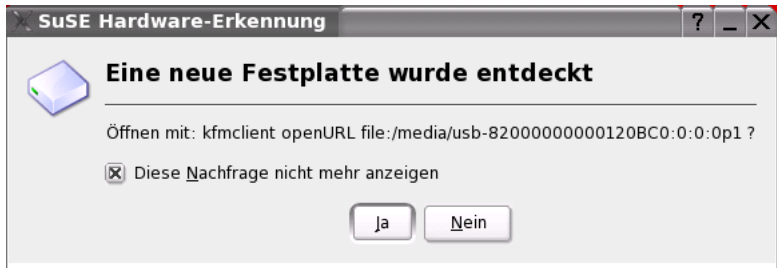 SuSE Hardware-Erkennung
Eine neue Festplatte wurde entdeckt
Öffnen mit: kfmclient openURL file:/media/usb-82000000000120BC0:0:0:0p1 ?
Diese Nachfrage nicht mehr anzeigen
Ja Nein